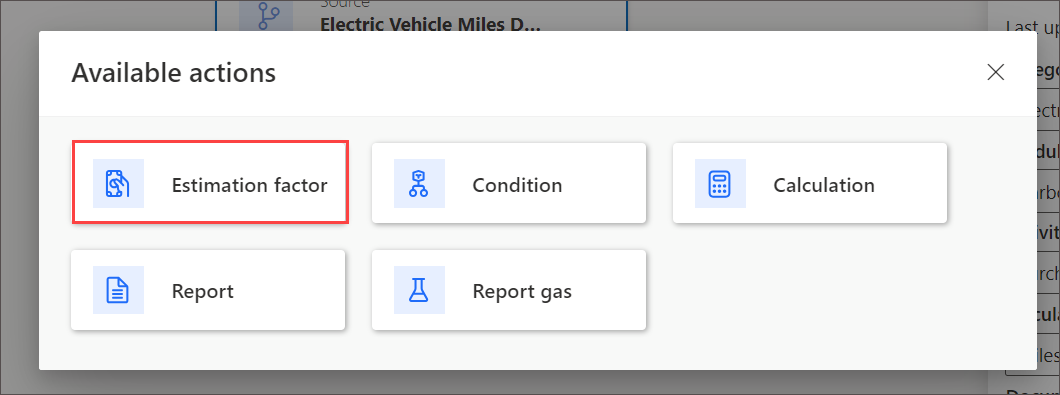 Source
Electric Vehicle Miles D...
Last up
Available actions
Estimation factor
Condition
Calculation
Report
Report gas